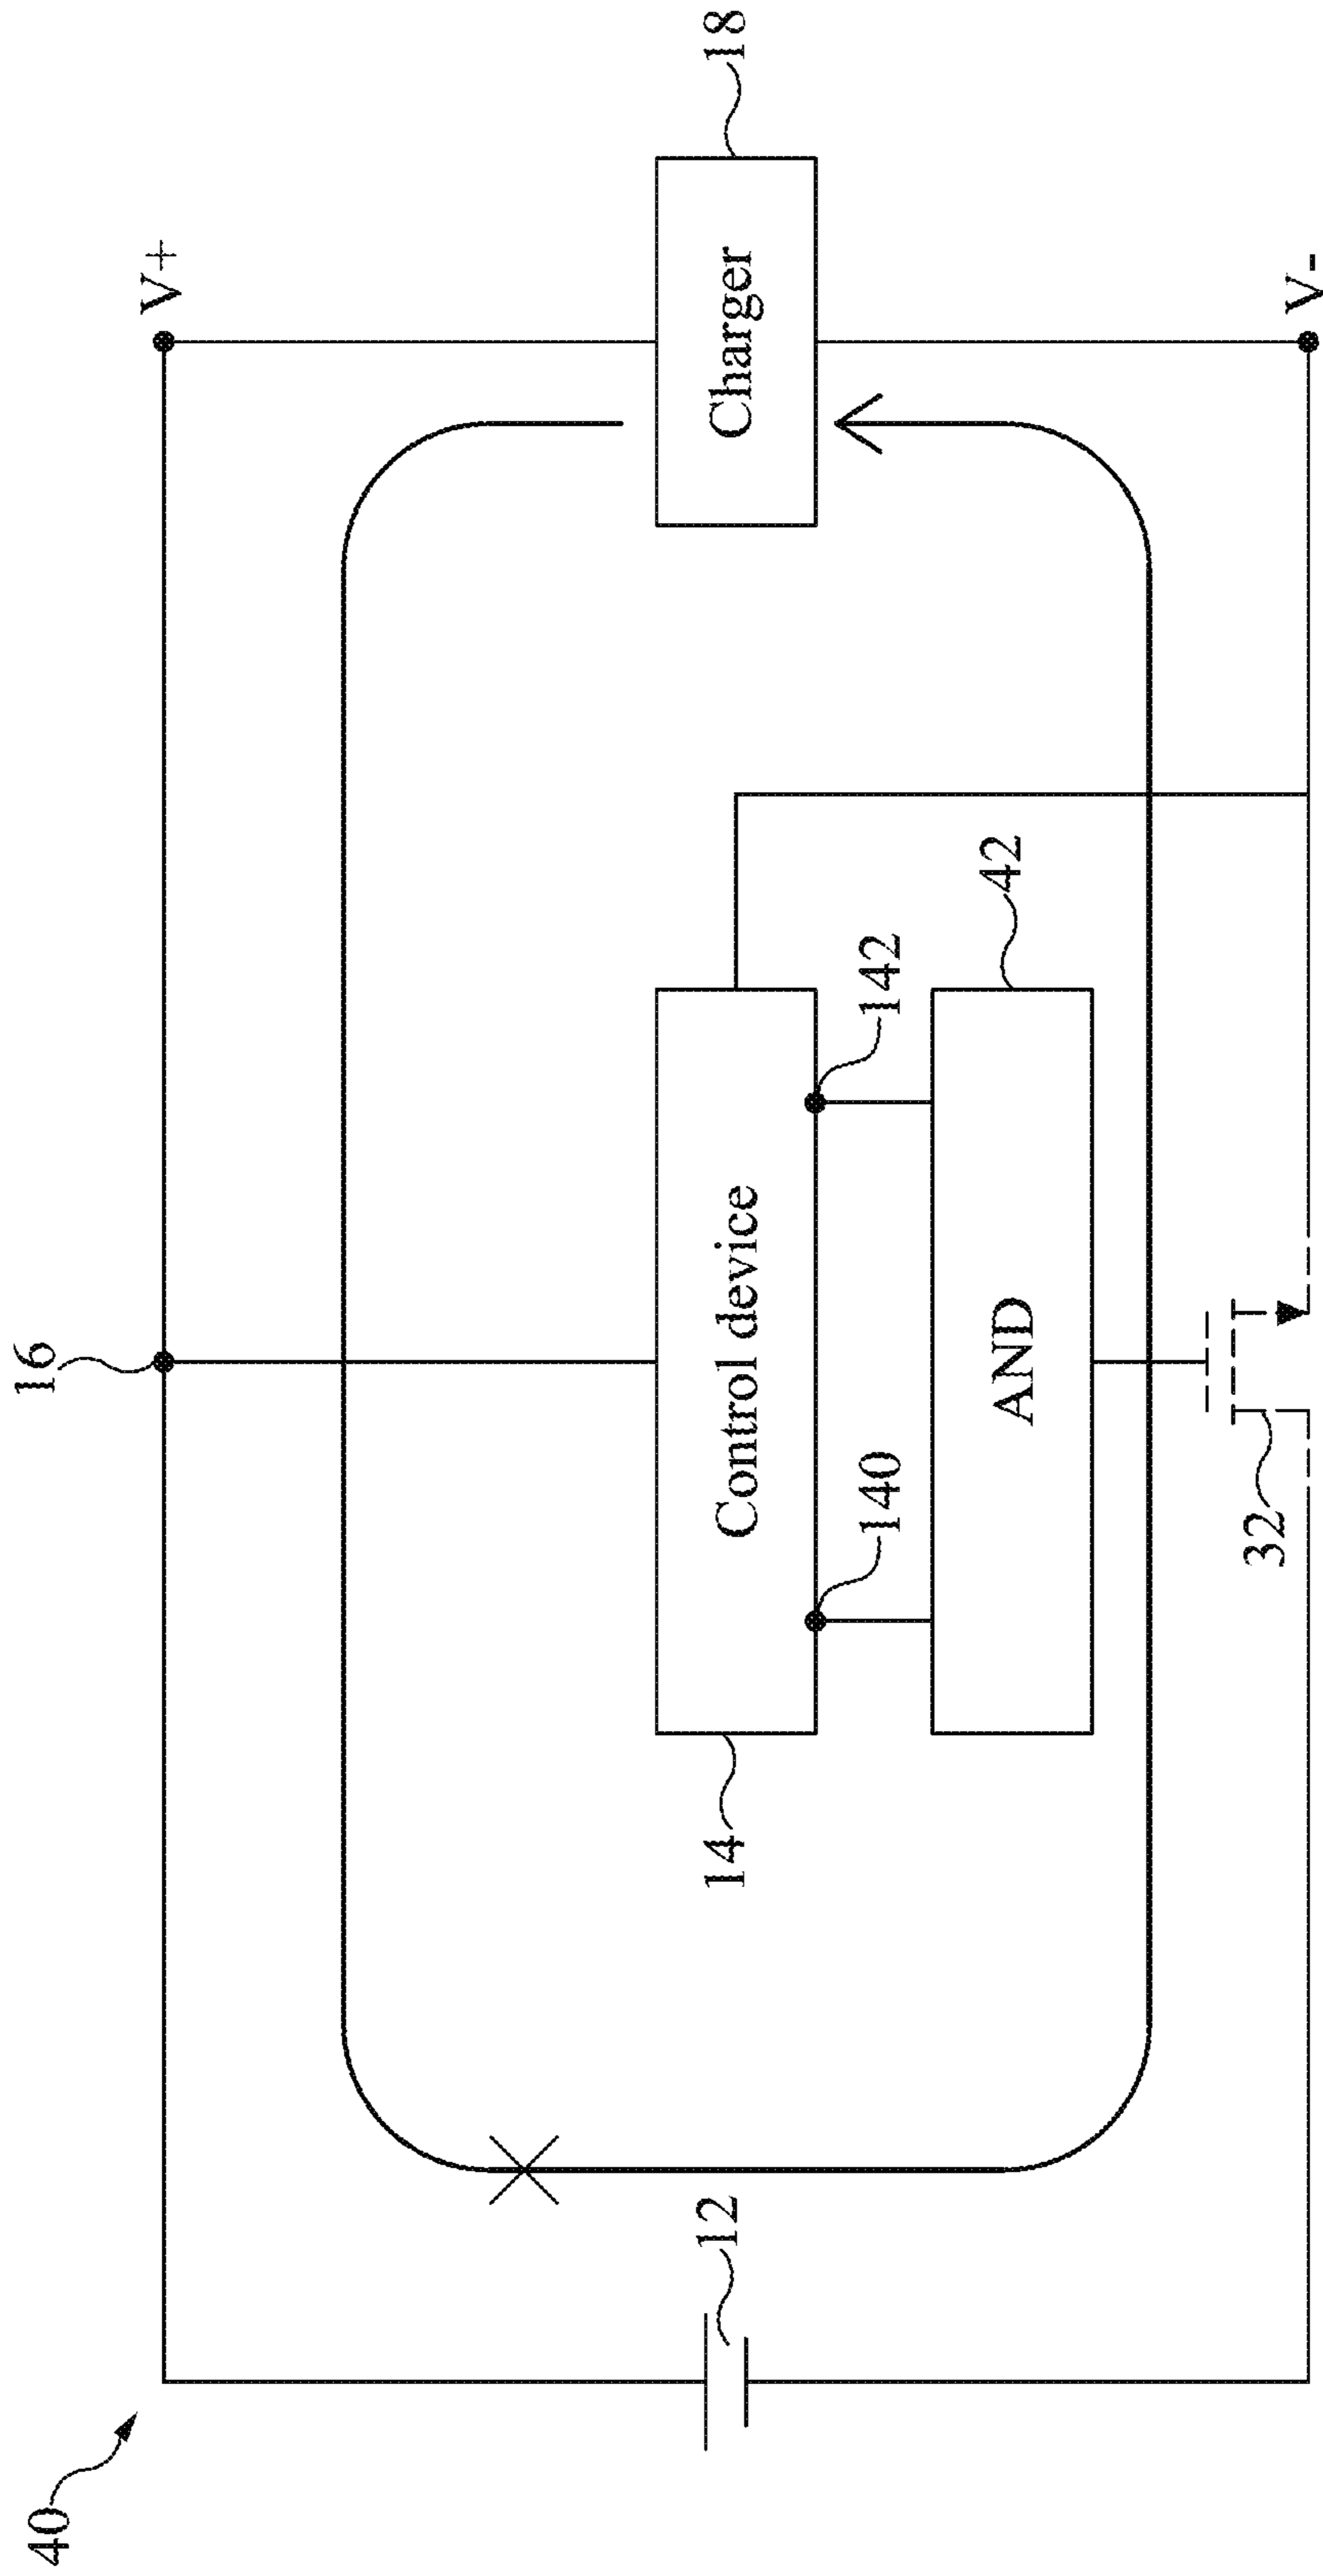 40
16
V+
12
14
Control device
140
142
Charger
18
AND
42
32
V-